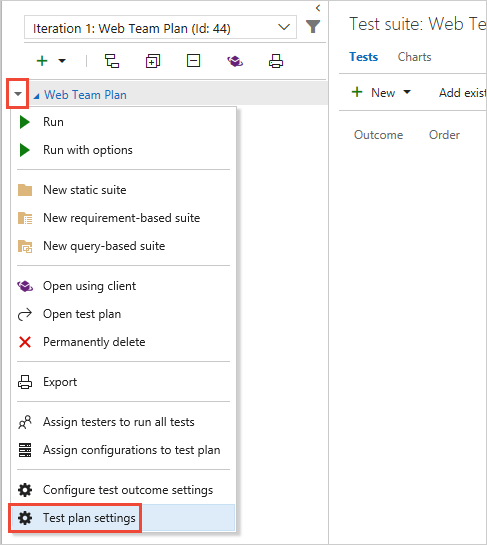 Iteration 1: Web Team Plan (Id: 44)
Web Team Plan
Run
Run with options
New static suite
New requirement-based suite
New query-based suite
Open using client
Open test plan
Permanently delete
Export
Assign testers to run all tests
Assign configurations to test plan
Configure test outcome settings
Test plan settings
Test suite: Web Te
Tests Charts
New Add exist
Outcome Order